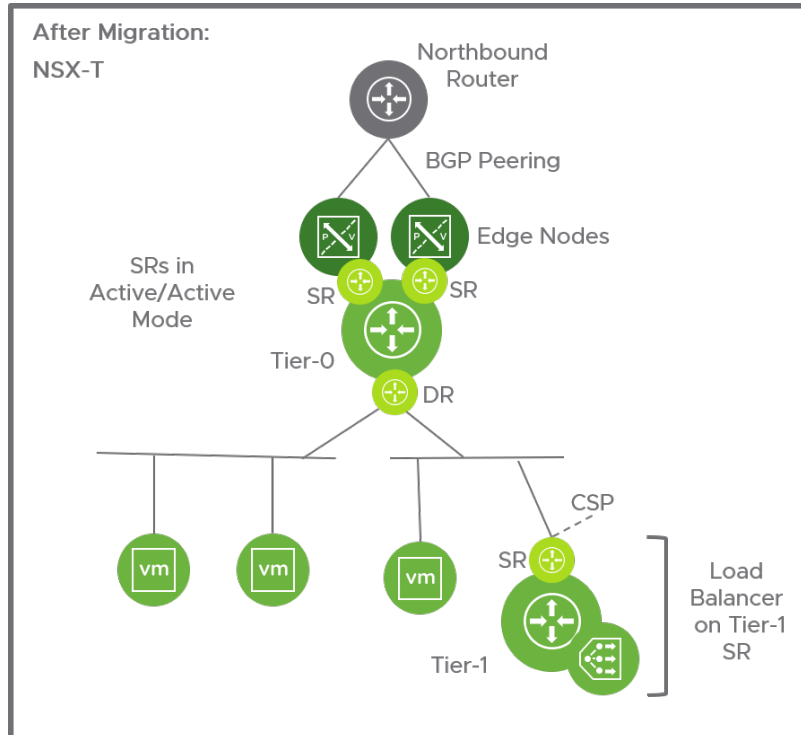 After Migration:
NSX-T
Northbound
Router
BGP Peering
P V
P V
Edge Nodes
SRs in
Active/Active
Mode
SR
SR
Tier-0
DR
CSP
vm
vm
vm
SR
Load
Balancer
on Tier-1
SR
Tier-1